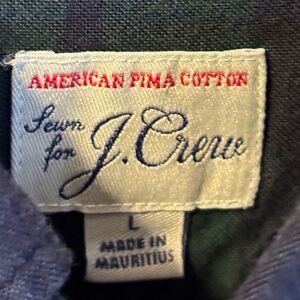 AMERICAN PIMA COTTON
Sewn
for J. Crew
L
MADE IN
MAURITIUS